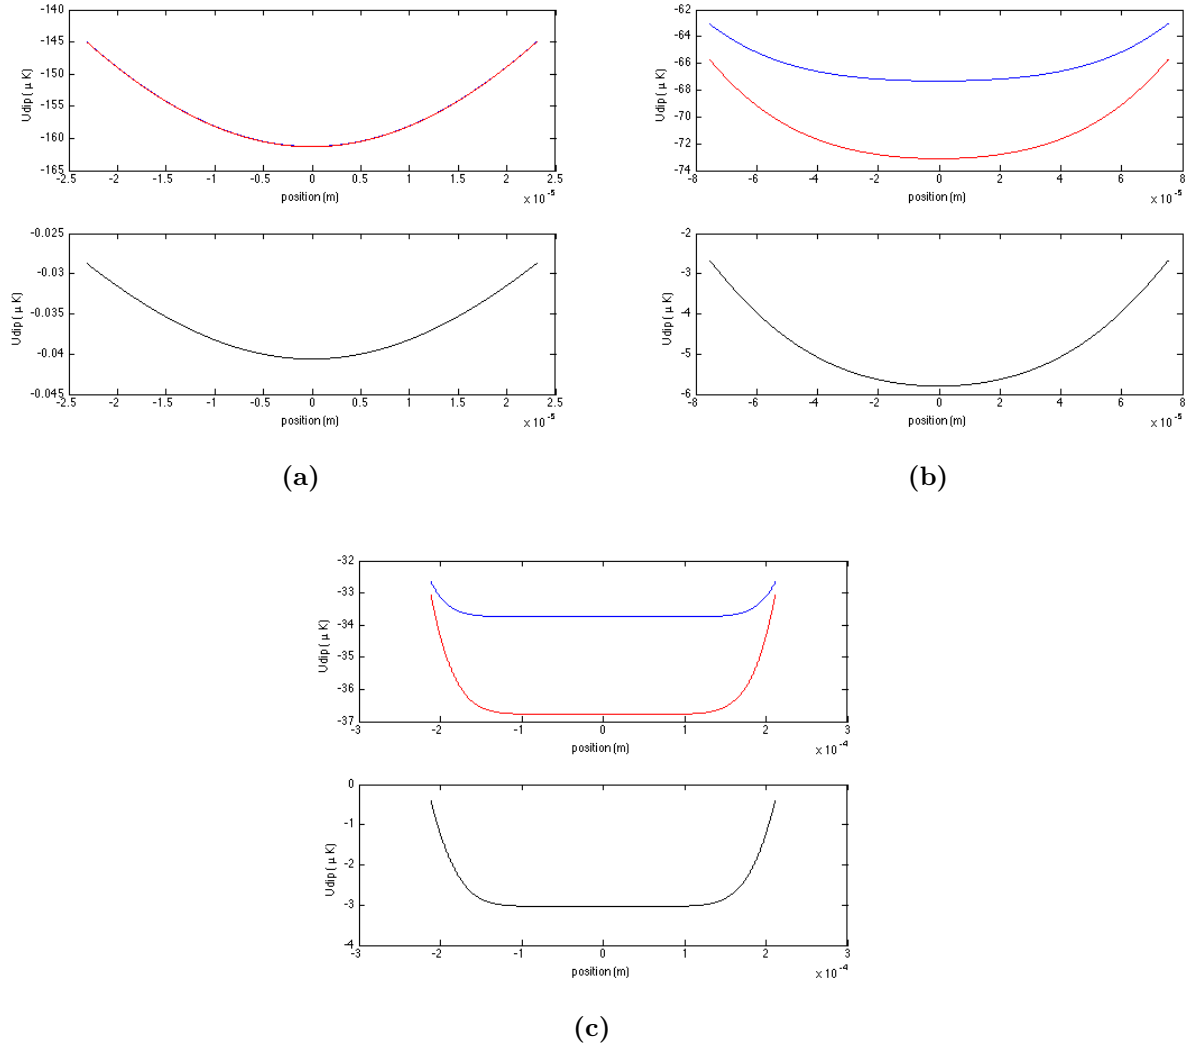 -140
-145
-150
-155
-160
-165
Udip ( μ K)
-2.5 -2 -1.5 -1 -0.5 0 0.5 1 1.5 2 2.5
position (m)
x 10^-5
-0.025
-0.03
-0.035
-0.04
-0.045
Udip ( μ K)
-2.5 -2 -1.5 -1 -0.5 0 0.5 1 1.5 2 2.5
position (m)
x 10^-5
(a)
-62
-64
-66
-68
-70
-72
-74
Udip ( μ K)
-8 -6 -4 -2 0 2 4 6 8
position (m)
x 10^-5
-2
-3
-4
-5
-6
Udip ( μ K)
-8 -6 -4 -2 0 2 4 6 8
position (m)
x 10^-5
(b)
-32
-33
-34
-35
-36
-37
Udip ( μ K)
-3 -2 -1 0 1 2 3
position (m)
x 10^-4
0
-1
-2
-3
-4
Udip ( μ K)
-3 -2 -1 0 1 2 3
position (m)
x 10^-4
(c)